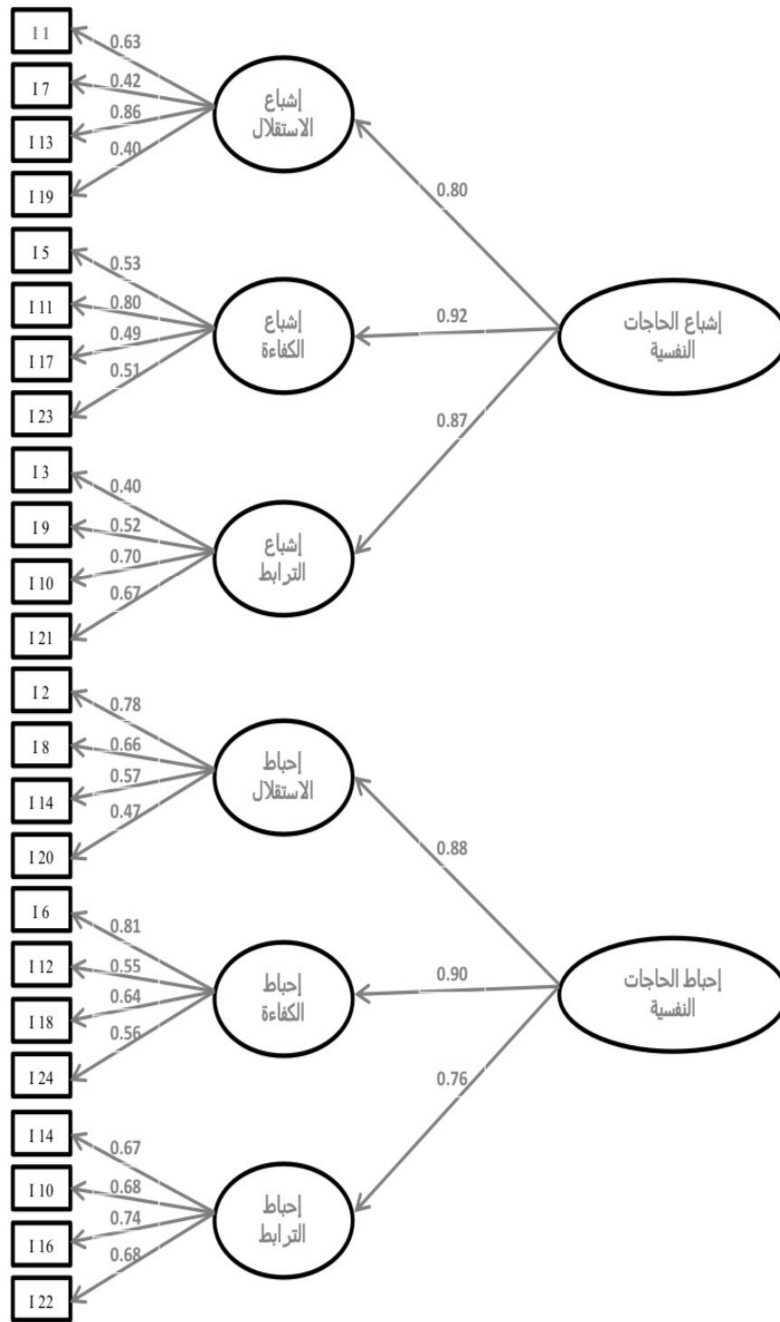 I 1
I 7
I 13
I 19
0.63
0.42
0.86
0.40
إشباع
الاستقلال
0.80
I 5
I 11
I 17
I 23
0.53
0.80
0.49
0.51
إشباع
الكفاءة
0.92
إشباع الحاجات
النفسية
0.87
I 3
I 9
I 10
I 21
0.40
0.52
0.70
0.67
إشباع
الترابط
I 2
I 8
I 14
I 20
0.78
0.66
0.57
0.47
إحباط
الاستقلال
0.88
I 6
I 12
I 18
I 24
0.81
0.55
0.64
0.56
إحباط
الكفاءة
0.90
إحباط الحاجات
النفسية
0.76
I 14
I 10
I 16
I 22
0.67
0.68
0.74
0.68
إحباط
الترابط